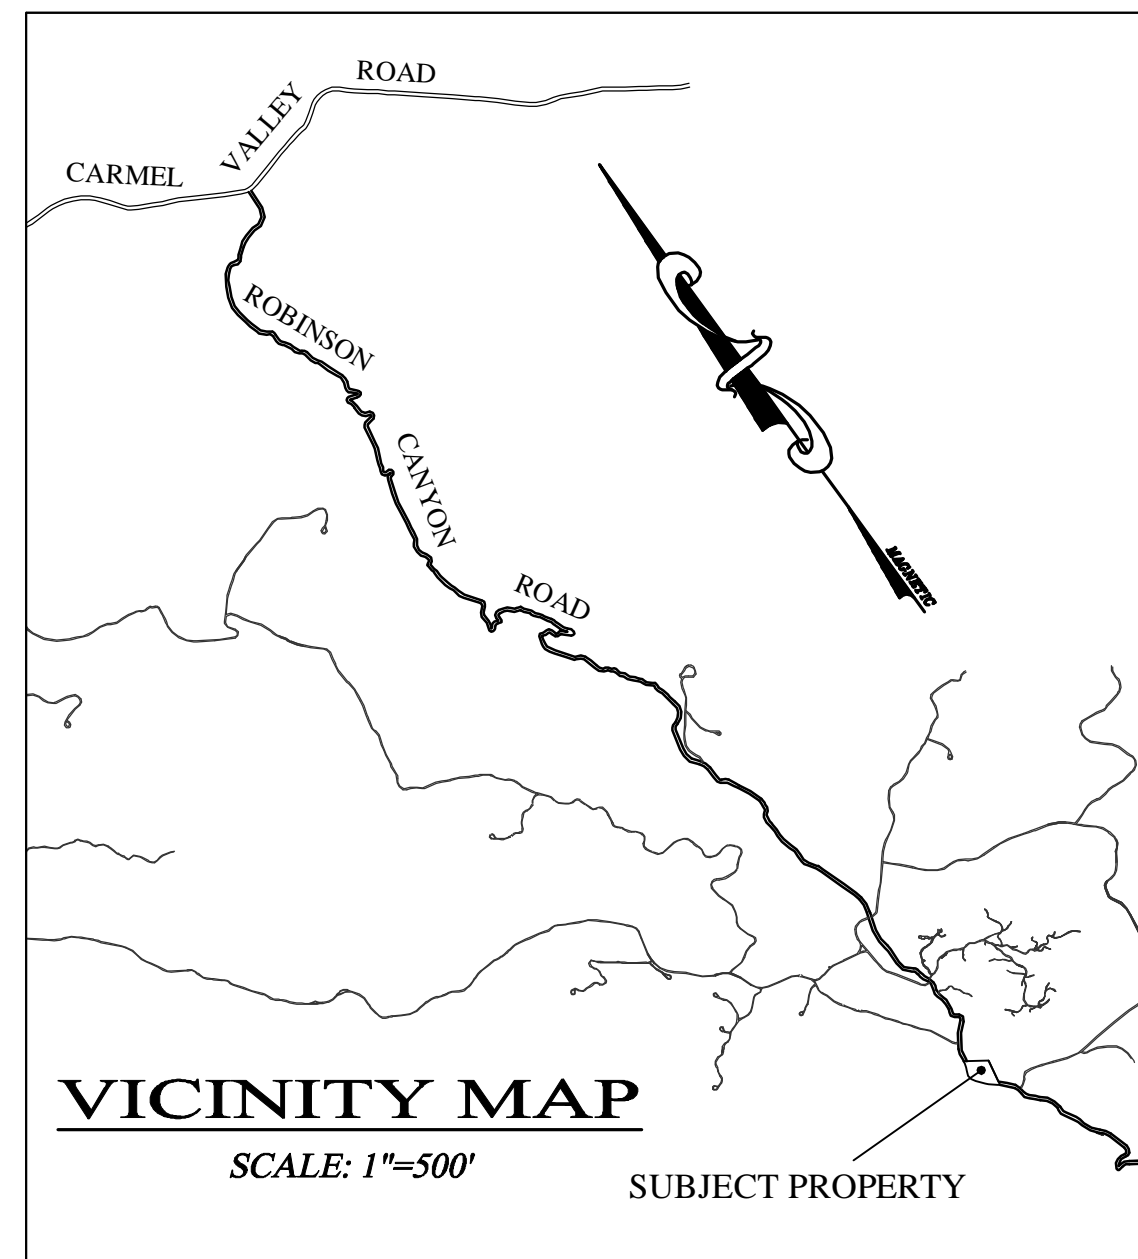 ROAD
VALLEY
CARMEL
ROBINSON
CANYON
ROAD
MAGNETIC
VICINITY MAP
SCALE: 1"=500'
SUBJECT PROPERTY